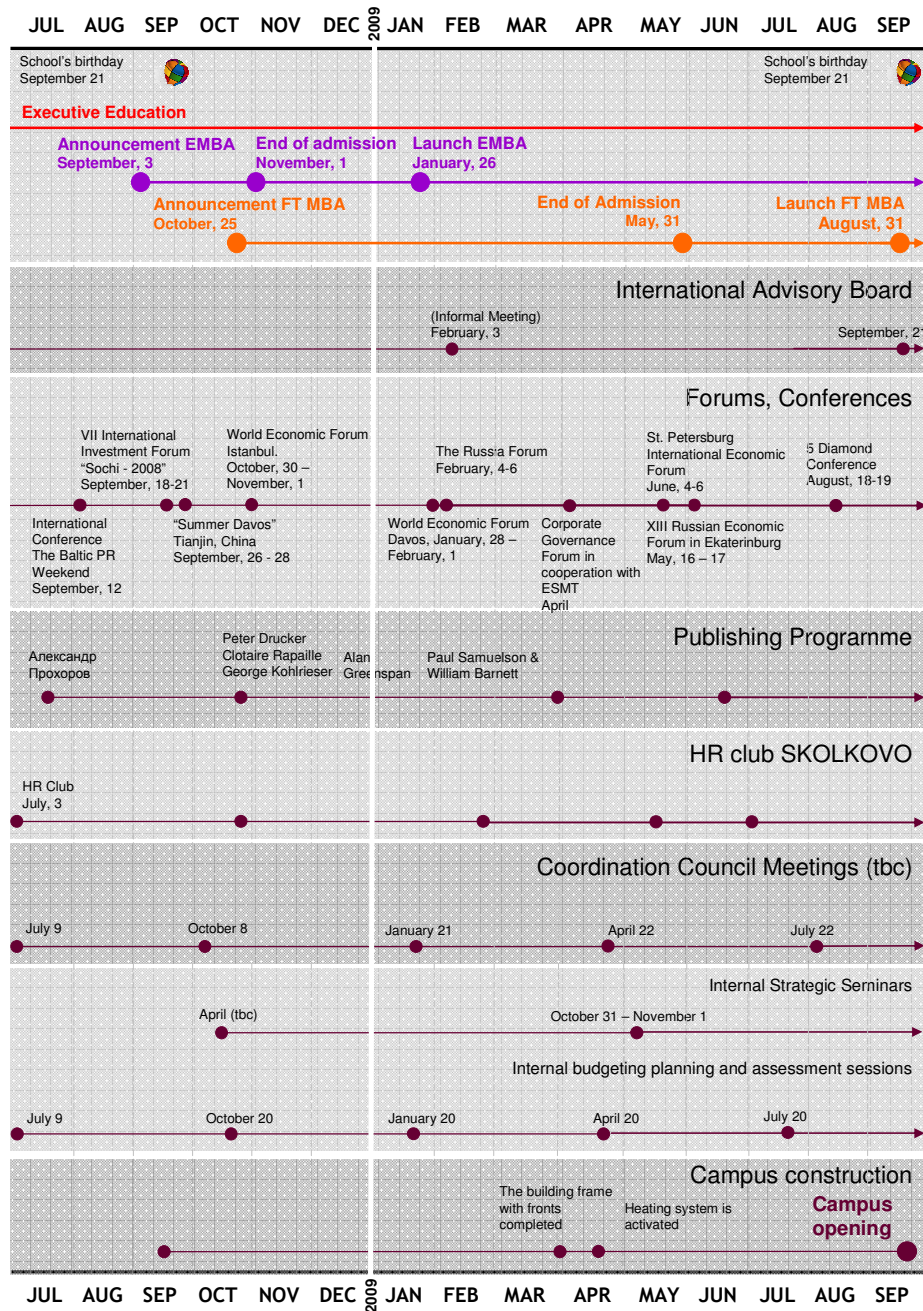 JUL AUG SEP OCT NOV DEC 2009 JAN FEB MAR APR MAY JUN JUL AUG SEP
School's birthday
September 21
School's birthday
September 21
Executive Education
Announcement EMBA
September, 3
End of admission
November, 1
Launch EMBA
January, 26
Announcement FT MBA
October, 25
End of Admission
May, 31
Launch FT MBA
August, 31
International Advisory Board
(Informal Meeting)
February, 3
September, 21
Forums, Conferences
VII International
Investment Forum
“Sochi - 2008”
September, 18-21
World Economic Forum
Istanbul.
October, 30 –
November, 1
The Russia Forum
February, 4-6
St. Petersburg
International Economic
Forum
June, 4-6
5 Diamond
Conference
August, 18-19
International
Conference
The Baltic PR
Weekend
September, 12
“Summer Davos”
Tianjin, China
September, 26 - 28
World Economic Forum
Davos, January, 28 –
February, 1
Corporate
Governance
Forum in
cooperation with
ESMT
April
XIII Russian Economic
Forum in Ekaterinburg
May, 16 – 17
Publishing Programme
Александр
Прохоров
Peter Drucker
Clotaire Rapaille
George Kohlrieser
Alan
Greenspan
Paul Samuelson &
William Barnett
HR club SKOLKOVO
HR Club
July, 3
Coordination Council Meetings (tbc)
July 9
October 8
January 21
April 22
July 22
Internal Strategic Seminars
April (tbc)
October 31 – November 1
Internal budgeting planning and assessment sessions
July 9
October 20
January 20
April 20
July 20
Campus construction
The building frame
with fronts
completed
Heating system is
activated
Campus
opening
JUL AUG SEP OCT NOV DEC 2009 JAN FEB MAR APR MAY JUN JUL AUG SEP